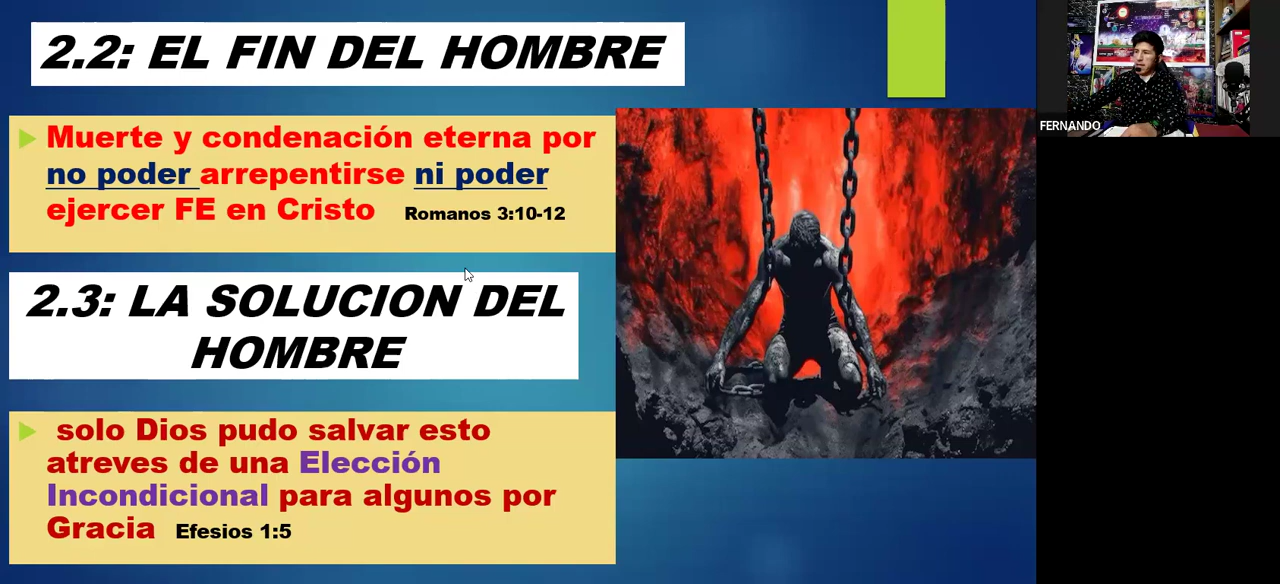 2.2: EL FIN DEL HOMBRE
Muerte y condenación eterna por
no poder arrepentirse ni poder
ejercer FE en Cristo Romanos 3:10-12
2.3: LA SOLUCION DEL
HOMBRE
solo Dios pudo salvar esto
atreves de una Elección
Incondicional para algunos por
Gracia Efesios 1:5
FERNANDO